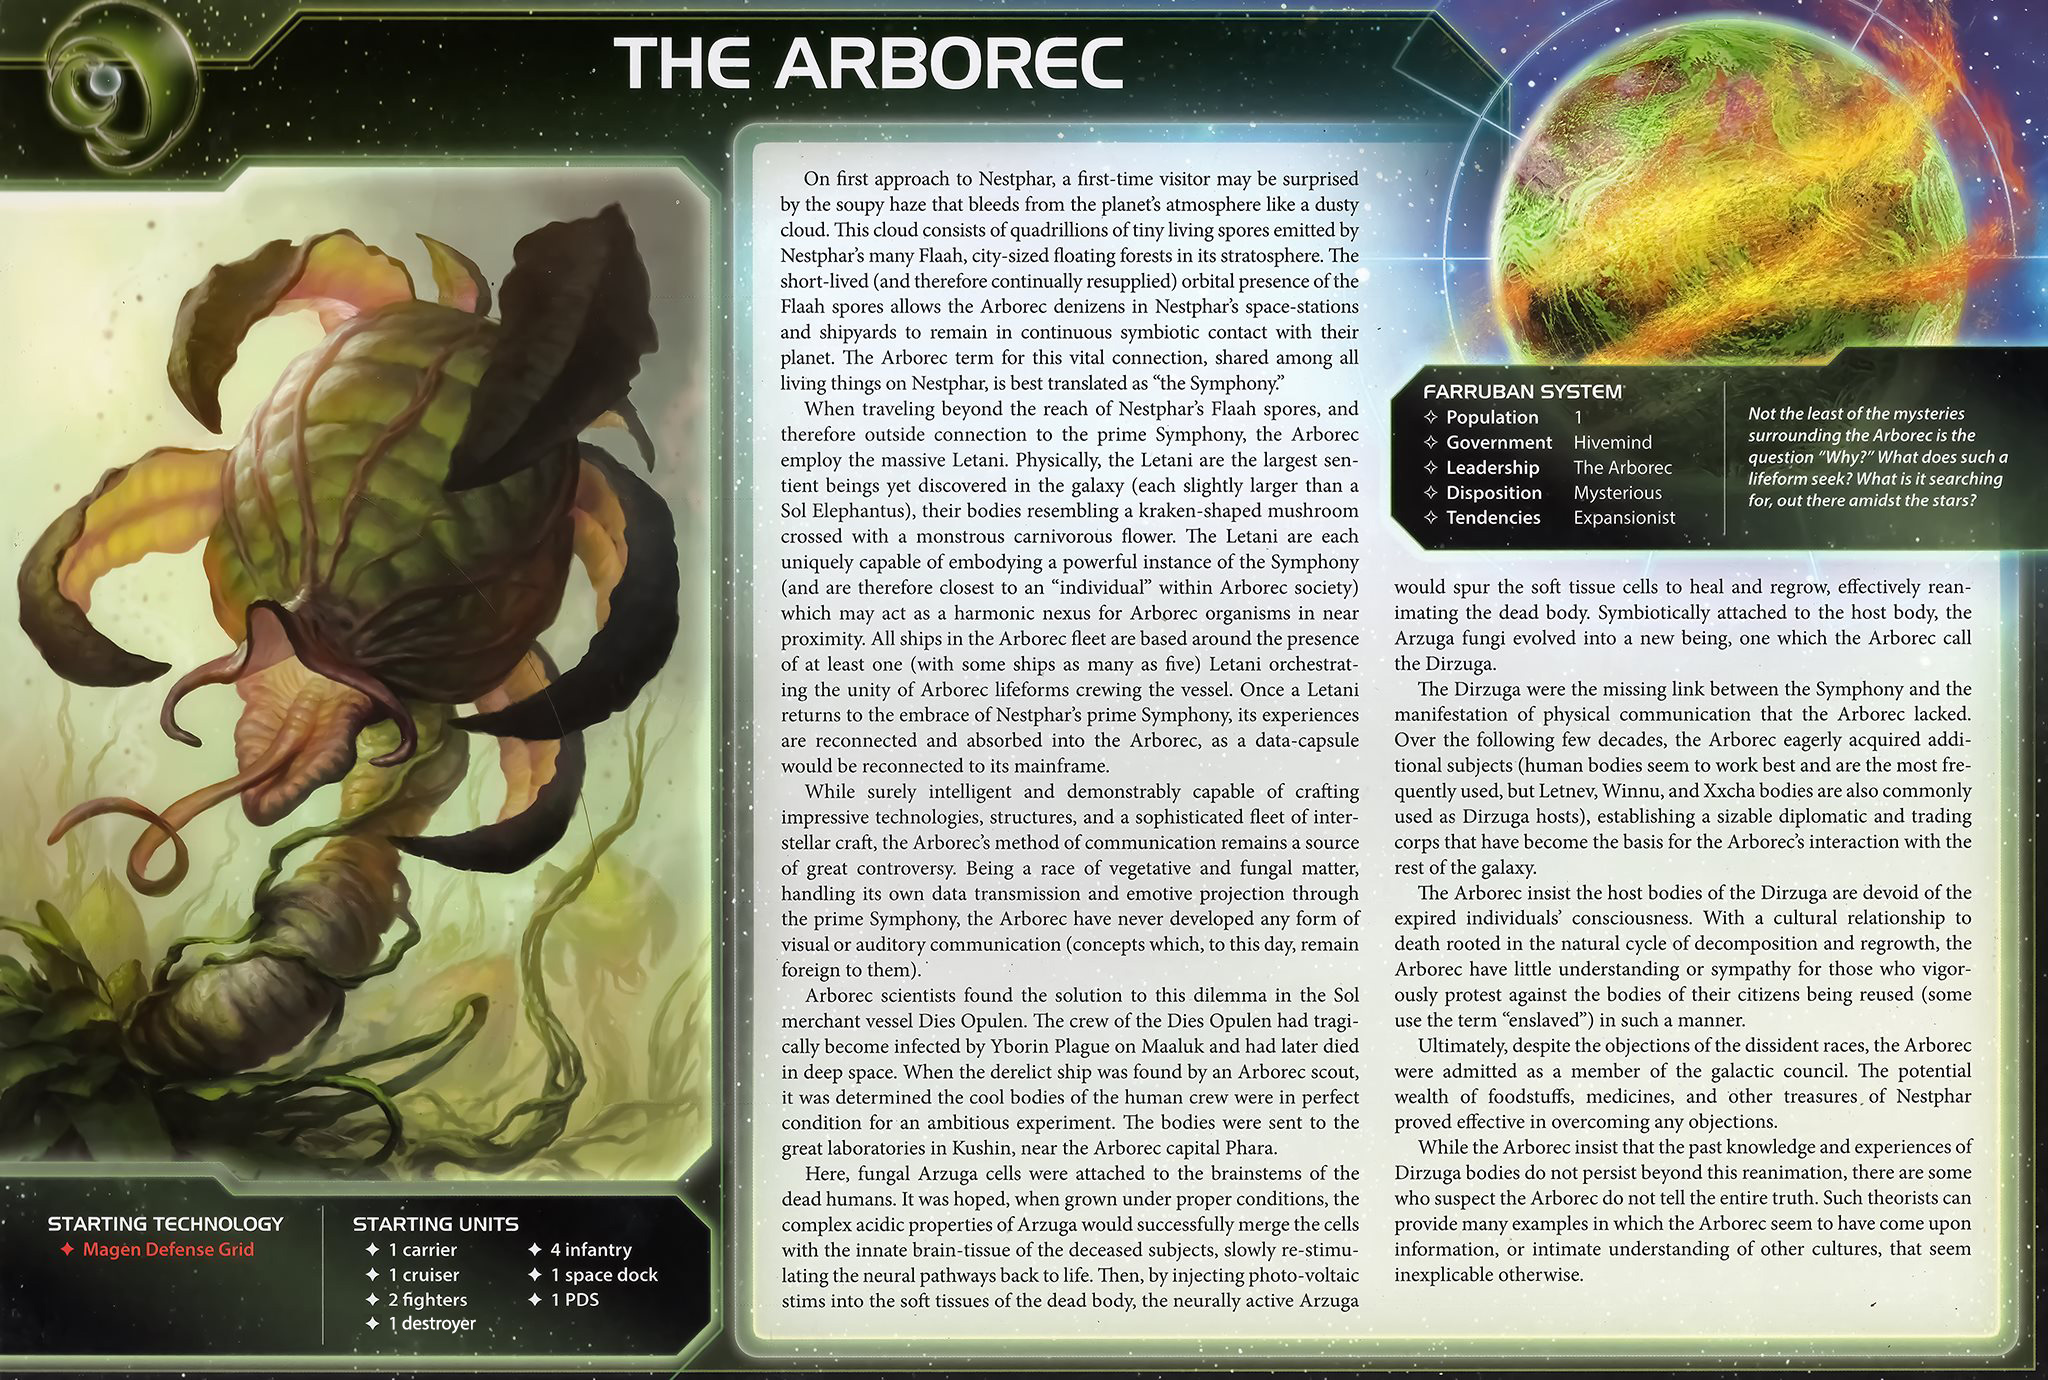 THE ARBOREC
On first approach to Nestphar, a first-time visitor may be surprised
by the soupy haze that bleeds from the planet's atmosphere like a dusty
cloud. This cloud consists of quadrillions of tiny living spores emitted by
Nestphar's many Flaah, city-sized floating forests in its stratosphere. The
short-lived (and therefore continually resupplied) orbital presence of the
Flaah spores allows the Arborec denizens in Nestphar's space-stations
and shipyards to remain in continuous symbiotic contact with their
planet. The Arborec term for this vital connection, shared among all
living things on Nestphar, is best translated as “the Symphony.”
When traveling beyond the reach of Nestphar's Flaah spores, and
therefore outside connection to the prime Symphony, the Arborec
employ the massive Letani. Physically, the Letani are the largest sen-
tient beings yet discovered in the galaxy (each slightly larger than a
Sol Elephantus), their bodies resembling a kraken-shaped mushroom
crossed with a monstrous carnivorous flower. The Letani are each
uniquely capable of embodying a powerful instance of the Symphony
(and are therefore closest to an “individual” within Arborec society)
which may act as a harmonic nexus for Arborec organisms in near
proximity. All ships in the Arborec fleet are based around the presence
of at least one (with some ships as many as five) Letani orchestrat-
ing the unity of Arborec lifeforms crewing the vessel. Once a Letani
returns to the embrace of Nestphar's prime Symphony, its experiences
are reconnected and absorbed into the Arborec, as a data-capsule
would be reconnected to its mainframe.
While surely intelligent and demonstrably capable of crafting
impressive technologies, structures, and a sophisticated fleet of inter-
stellar craft, the Arborec's method of communication remains a source
of great controversy. Being a race of vegetative and fungal matter,
handling its own data transmission and emotive projection through
the prime Symphony, the Arborec have never developed any form of
visual or auditory communication (concepts which, to this day, remain
foreign to them).
Arborec scientists found the solution to this dilemma in the Sol
merchant vessel Dies Opulen. The crew of the Dies Opulen had tragi-
cally become infected by Yborin Plague on Maaluk and had later died
in deep space. When the derelict ship was found by an Arborec scout,
it was determined the cool bodies of the human crew were in perfect
condition for an ambitious experiment. The bodies were sent to the
great laboratories in Kushin, near the Arborec capital Phara.
Here, fungal Arzuga cells were attached to the brainstems of the
dead humans. It was hoped, when grown under proper conditions, the
complex acidic properties of Arzuga would successfully merge the cells
with the innate brain-tissue of the deceased subjects, slowly re-stimu-
lating the neural pathways back to life. Then, by injecting photo-voltaic
stims into the soft tissues of the dead body, the neurally active Arzuga
FARRUBAN SYSTEM
Population 1
Government Hivemind
Leadership The Arborec
Disposition Mysterious
Tendencies Expansionist
Not the least of the mysteries
surrounding the Arborec is the
question “Why?” What does such a
lifeform seek? What is it searching
for, out there amidst the stars?
would spur the soft tissue cells to heal and regrow, effectively rean-
imating the dead body. Symbiotically attached to the host body, the
Arzuga fungi evolved into a new being, one which the Arborec call
the Dirzuga.
The Dirzuga were the missing link between the Symphony and the
manifestation of physical communication that the Arborec lacked.
Over the following few decades, the Arborec eagerly acquired addi-
tional subjects (human bodies seem to work best and are the most fre-
quently used, but Letnev, Winnu, and Xxcha bodies are also commonly
used as Dirzuga hosts), establishing a sizable diplomatic and trading
corps that have become the basis for the Arborec's interaction with the
rest of the galaxy.
The Arborec insist the host bodies of the Dirzuga are devoid of the
expired individuals' consciousness. With a cultural relationship to
death rooted in the natural cycle of decomposition and regrowth, the
Arborec have little understanding or sympathy for those who vigor-
ously protest against the bodies of their citizens being reused (some
use the term “enslaved”) in such a manner.
Ultimately, despite the objections of the dissident races, the Arborec
were admitted as a member of the galactic council. The potential
wealth of foodstuffs, medicines, and other treasures of Nestphar
proved effective in overcoming any objections.
While the Arborec insist that the past knowledge and experiences of
Dirzuga bodies do not persist beyond this reanimation, there are some
who suspect the Arborec do not tell the entire truth. Such theorists can
provide many examples in which the Arborec seem to have come upon
information, or intimate understanding of other cultures, that seem
inexplicable otherwise.
STARTING TECHNOLOGY
Magen Defense Grid
STARTING UNITS
1 carrier
1 cruiser
2 fighters
1 destroyer
4 infantry
1 space dock
1 PDS